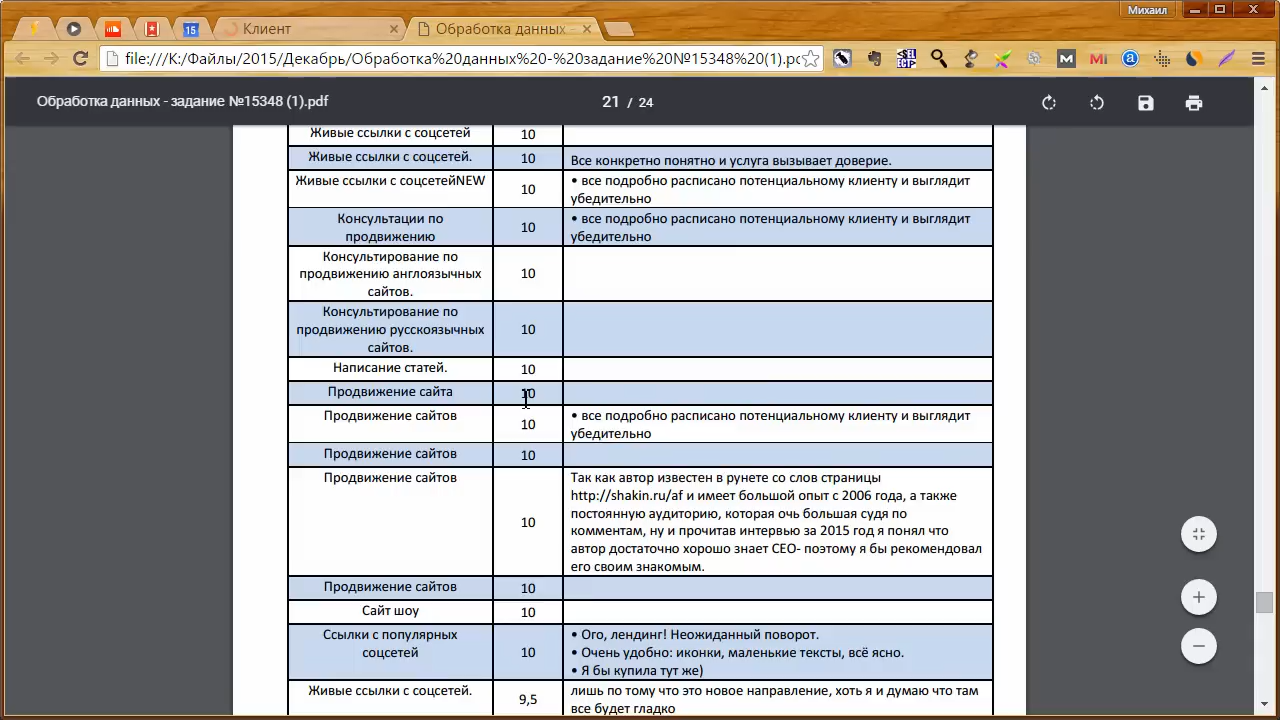 Михаил
15
Клиент
Обработка данных -
file:///K:/Файлы/2015/Декабрь/Обработка%20данных%20-%20задание%20№15348%20(1).pc
Обработка данных - задание №15348 (1).pdf
21 / 24
Живые ссылки с соцсетей
10
Живые ссылки с соцсетей.
10
Все конкретно понятно и услуга вызывает доверие.
Живые ссылки с соцсетейNEW
10
• все подробно расписано потенциальному клиенту и выглядит
убедительно
Консультации по
продвижению
10
• все подробно расписано потенциальному клиенту и выглядит
убедительно
Консультирование по
продвижению англоязычных
сайтов.
10
Консультирование по
продвижению русскоязычных
сайтов.
10
Написание статей.
10
Продвижение сайта
10
Продвижение сайтов
10
• все подробно расписано потенциальному клиенту и выглядит
убедительно
Продвижение сайтов
10
Продвижение сайтов
10
Так как автор известен в рунете со слов страницы
http://shakin.ru/af и имеет большой опыт с 2006 года, а также
постоянную аудиторию, которая очь большая судя по
комментам, ну и прочитав интервью за 2015 год я понял что
автор достаточно хорошо знает СЕО- поэтому я бы рекомендовал
его своим знакомым.
Продвижение сайтов
10
Сайт шоу
10
Ссылки с популярных
соцсетей
10
• Ого, лендинг! Неожиданный поворот.
• Очень удобно: иконки, маленькие тексты, всё ясно.
• Я бы купила тут же)
Живые ссылки с соцсетей.
9,5
лишь по тому что это новое направление, хоть я и думаю что там
все будет гладко